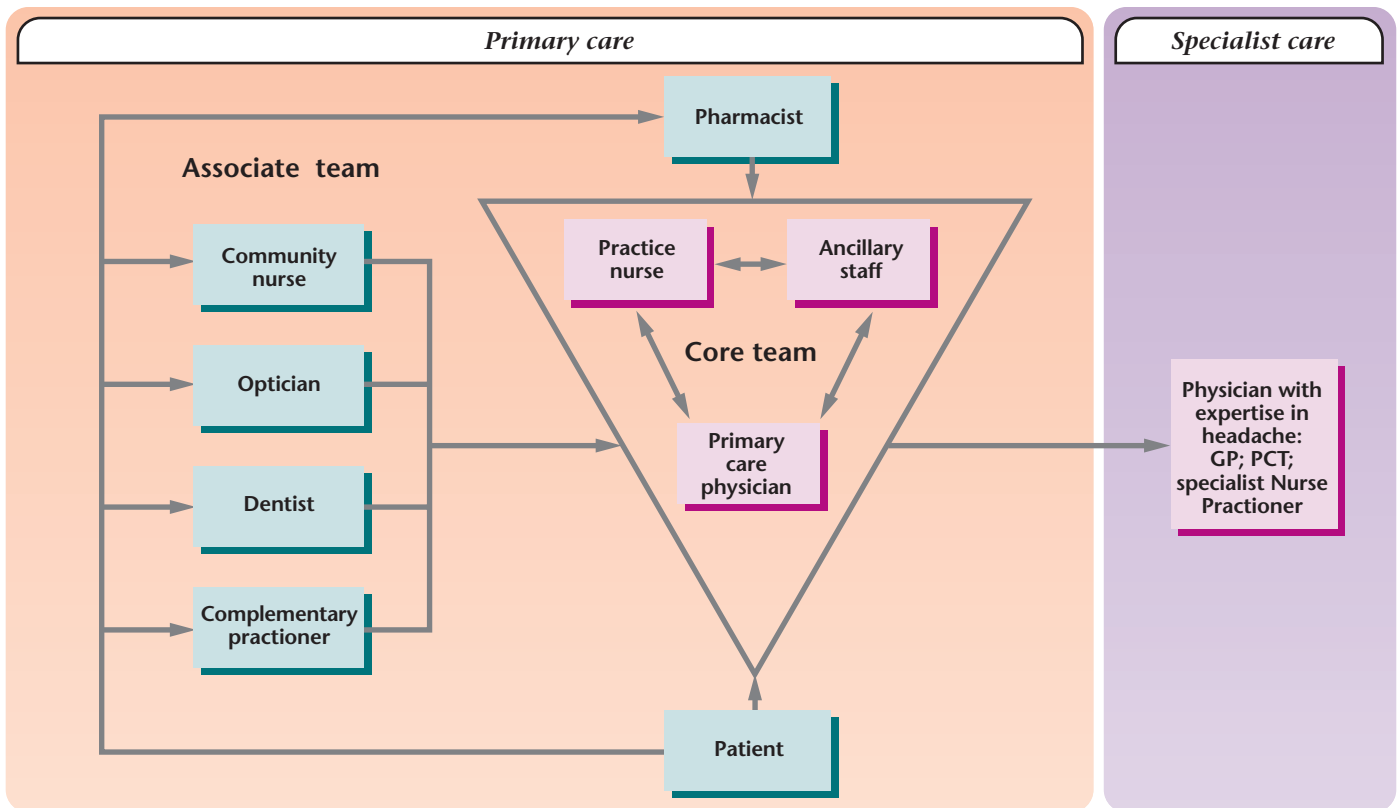 Primary care
Specialist care
Pharmacist
Associate team
Community
nurse
Optician
Dentist
Complementary
practioner
Practice
nurse
Ancillary
staff
Core team
Primary
care
physician
Patient
Physician with
expertise in
headache:
GP; PCT;
specialist Nurse
Practioner